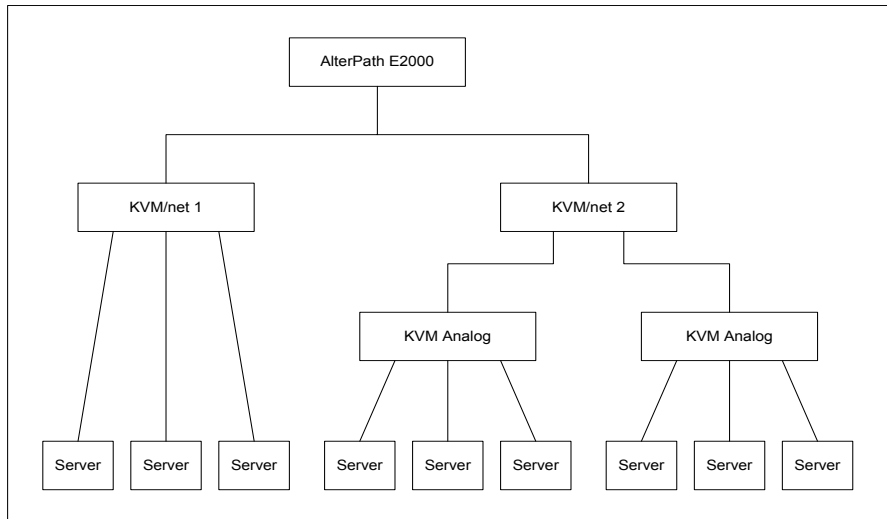 AlterPath E2000
KVM/net 1
KVM/net 2
KVM Analog
KVM Analog
Server
Server
Server
Server
Server
Server
Server
Server
Server